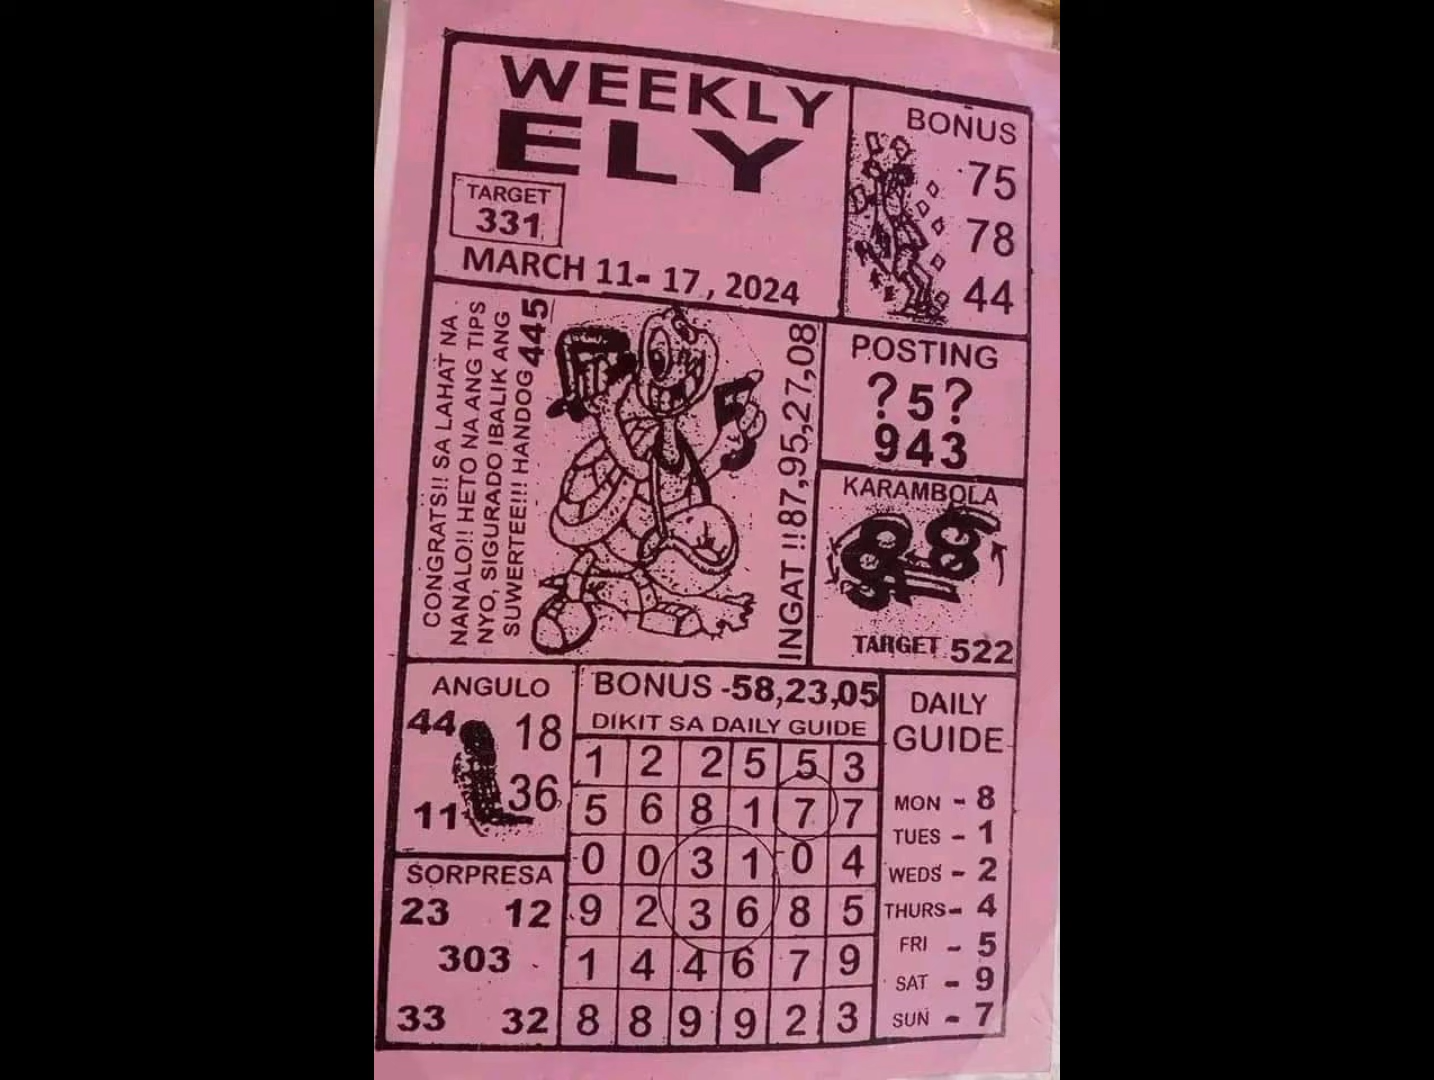 WEEKLY
ELY
TARGET
331
MARCH 11- 17, 2024
BONUS
75
78
44
CONGRATS!! SA LAHAT NA
NANALO!! HETO NA ANG TIPS
NYO, SIGURADO IBALIK ANG
SUWERTEE!!! HANDOG 445
INGAT !!87,95,27,08
POSTING
?5?
943
KARAMBOLA
TARGET 522
ANGULO
44 18
11 36
SORPRESA
23 12
303
33 32
BONUS -58,23,05
DIKIT SA DAILY GUIDE
1 2 2 5 5 3
5 6 8 1 7 7
0 0 3 1 0 4
9 2 3 6 8 5
1 4 4 6 7 9
8 8 9 9 2 3
DAILY
GUIDE
MON - 8
TUES - 1
WEDS - 2
THURS- 4
FRI - 5
SAT - 9
SUN - 7